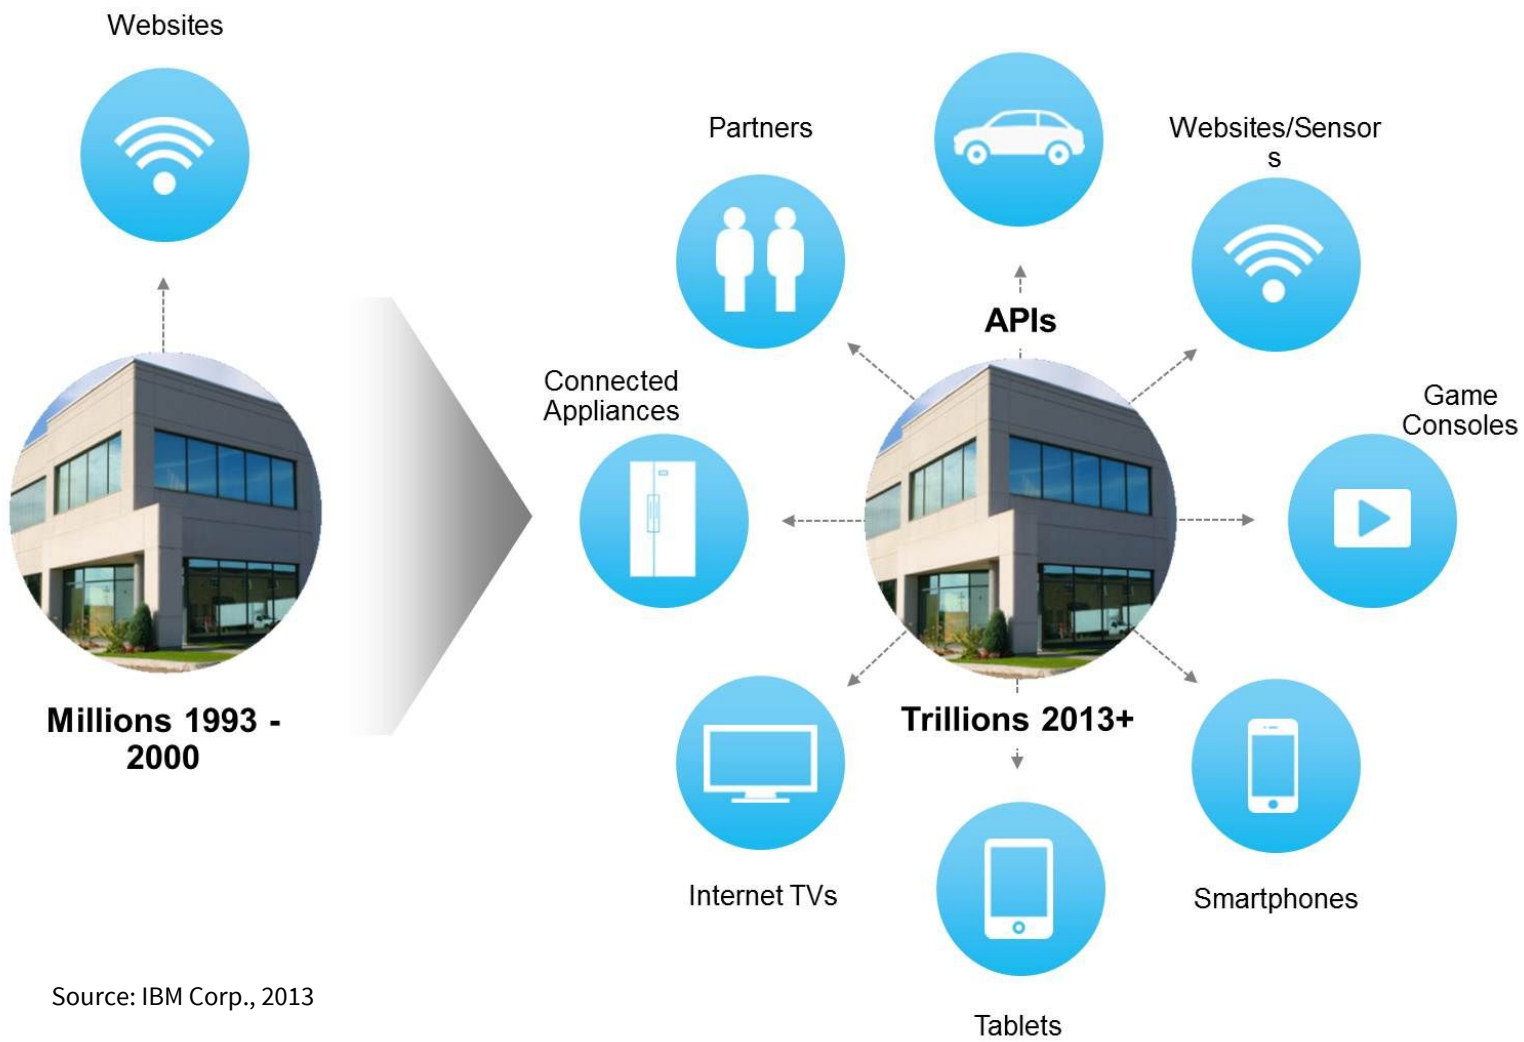 Websites
Partners
Websites/Sensor
s
APIs
Connected
Appliances
Game
Consoles
Millions 1993 -
2000
Trillions 2013+
Internet TVs
Smartphones
Tablets
Source: IBM Corp., 2013